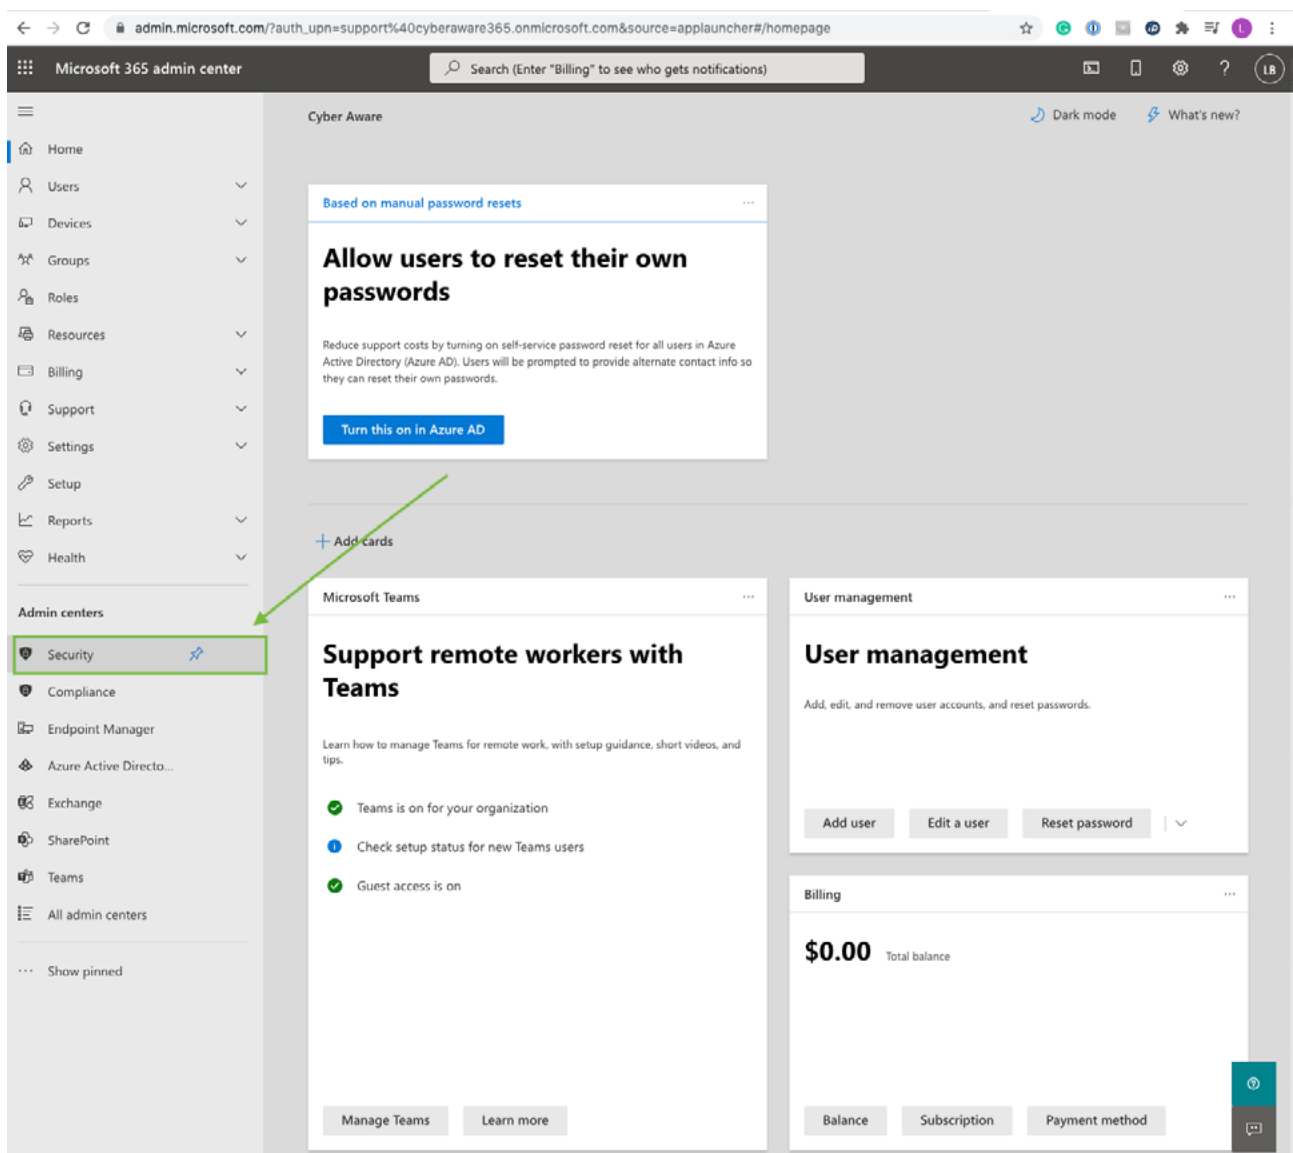 admin.microsoft.com/?auth_upn=support%40cyberaware365.onmicrosoft.com&source=applauncher#/homepage
L
Microsoft 365 admin center
Search (Enter "Billing" to see who gets notifications)
?
LB
Cyber Aware
Dark mode
What's new?
Home
Users
Devices
Groups
Roles
Resources
Billing
Support
Settings
Setup
Reports
Health
Admin centers
Security
Compliance
Endpoint Manager
Azure Active Directo...
Exchange
SharePoint
Teams
All admin centers
Show pinned
Based on manual password resets
Allow users to reset their own
passwords
Reduce support costs by turning on self-service password reset for all users in Azure
Active Directory (Azure AD). Users will be prompted to provide alternate contact info so
they can reset their own passwords.
Turn this on in Azure AD
Add cards
Microsoft Teams
Support remote workers with
Teams
Learn how to manage Teams for remote work, with setup guidance, short videos, and
tips.
Teams is on for your organization
Check setup status for new Teams users
Guest access is on
Manage Teams
Learn more
User management
User management
Add, edit, and remove user accounts, and reset passwords.
Add user
Edit a user
Reset password
Billing
$0.00 Total balance
Balance
Subscription
Payment method